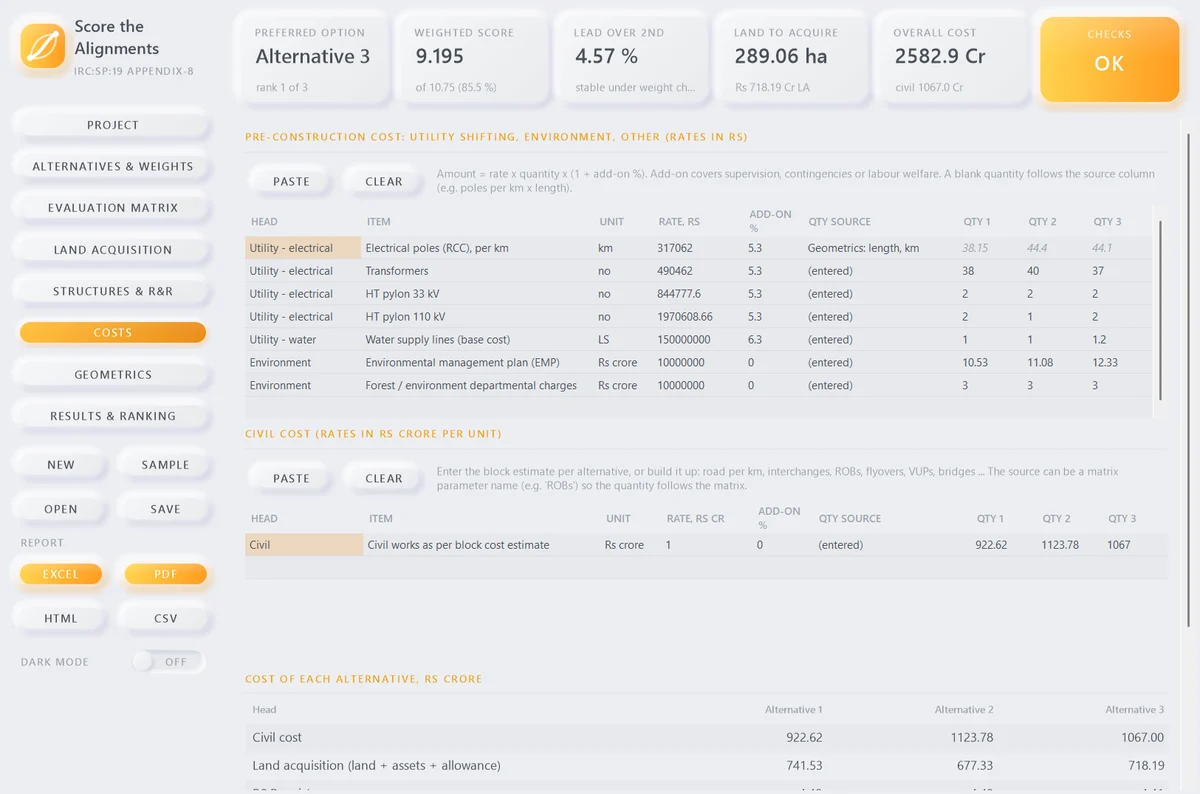 Score the
Alignments
IRC:SP:19 APPENDIX-8
PREFERRED OPTION
Alternative 3
rank 1 of 3
WEIGHTED SCORE
9.195
of 10.75 (85.5 %)
LEAD OVER 2ND
4.57 %
stable under weight ch...
LAND TO ACQUIRE
289.06 ha
Rs 718.19 Cr LA
OVERALL COST
2582.9 Cr
civil 1067.0 Cr
CHECKS
OK
PROJECT
ALTERNATIVES & WEIGHTS
EVALUATION MATRIX
LAND ACQUISITION
STRUCTURES & R&R
COSTS
GEOMETRICS
RESULTS & RANKING
NEW SAMPLE
OPEN SAVE
REPORT
EXCEL PDF
HTML CSV
DARK MODE OFF
PRE-CONSTRUCTION COST: UTILITY SHIFTING, ENVIRONMENT, OTHER (RATES IN RS)
PASTE CLEAR
Amount = rate x quantity x (1 + add-on %). Add-on covers supervision, contingencies or labour welfare. A blank quantity follows the source column
(e.g. poles per km x length).
HEAD ITEM UNIT RATE, RS ADD-ON % QTY SOURCE QTY 1 QTY 2 QTY 3
Utility - electrical Electrical poles (RCC), per km km 317062 5.3 Geometrics: length, km 38.15 44.4 44.1
Utility - electrical Transformers no 490462 5.3 (entered) 38 40 37
Utility - electrical HT pylon 33 kV no 844777.6 5.3 (entered) 2 2 2
Utility - electrical HT pylon 110 kV no 1970608.66 5.3 (entered) 2 1 2
Utility - water Water supply lines (base cost) LS 150000000 6.3 (entered) 1 1 1.2
Environment Environmental management plan (EMP) Rs crore 10000000 0 (entered) 10.53 11.08 12.33
Environment Forest / environment departmental charges Rs crore 10000000 0 (entered) 3 3 3
CIVIL COST (RATES IN RS CRORE PER UNIT)
PASTE CLEAR
Enter the block estimate per alternative, or build it up: road per km, interchanges, ROBs, flyovers, VUPs, bridges ... The source can be a matrix
parameter name (e.g. 'ROBs') so the quantity follows the matrix.
HEAD ITEM UNIT RATE, RS CR ADD-ON % QTY SOURCE QTY 1 QTY 2 QTY 3
Civil Civil works as per block cost estimate Rs crore 1 0 (entered) 922.62 1123.78 1067
COST OF EACH ALTERNATIVE, RS CRORE
Head Alternative 1 Alternative 2 Alternative 3
Civil cost 922.62 1123.78 1067.00
Land acquisition (land + assets + allowance) 741.53 677.33 718.19